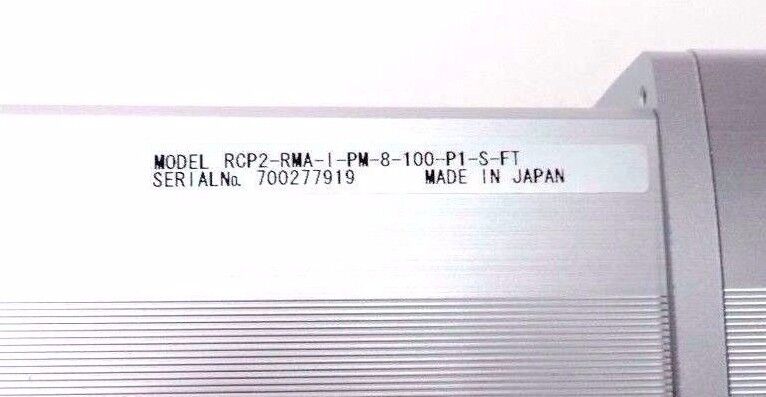 MODEL RCP2-RMA-I-PM-8-100-P1-S-FT
SERIALNo. 700277919 MADE IN JAPAN